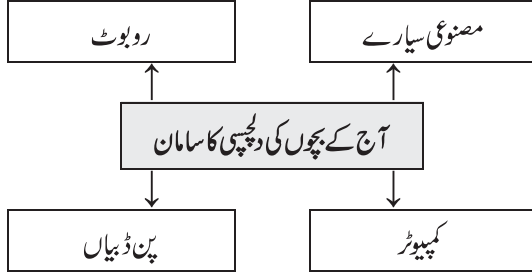 مصنوعی سیارے
روبوٹ
آج کے بچوں کی دلچسپی کا سامان
کمپیوٹر
پن ڈبیاں